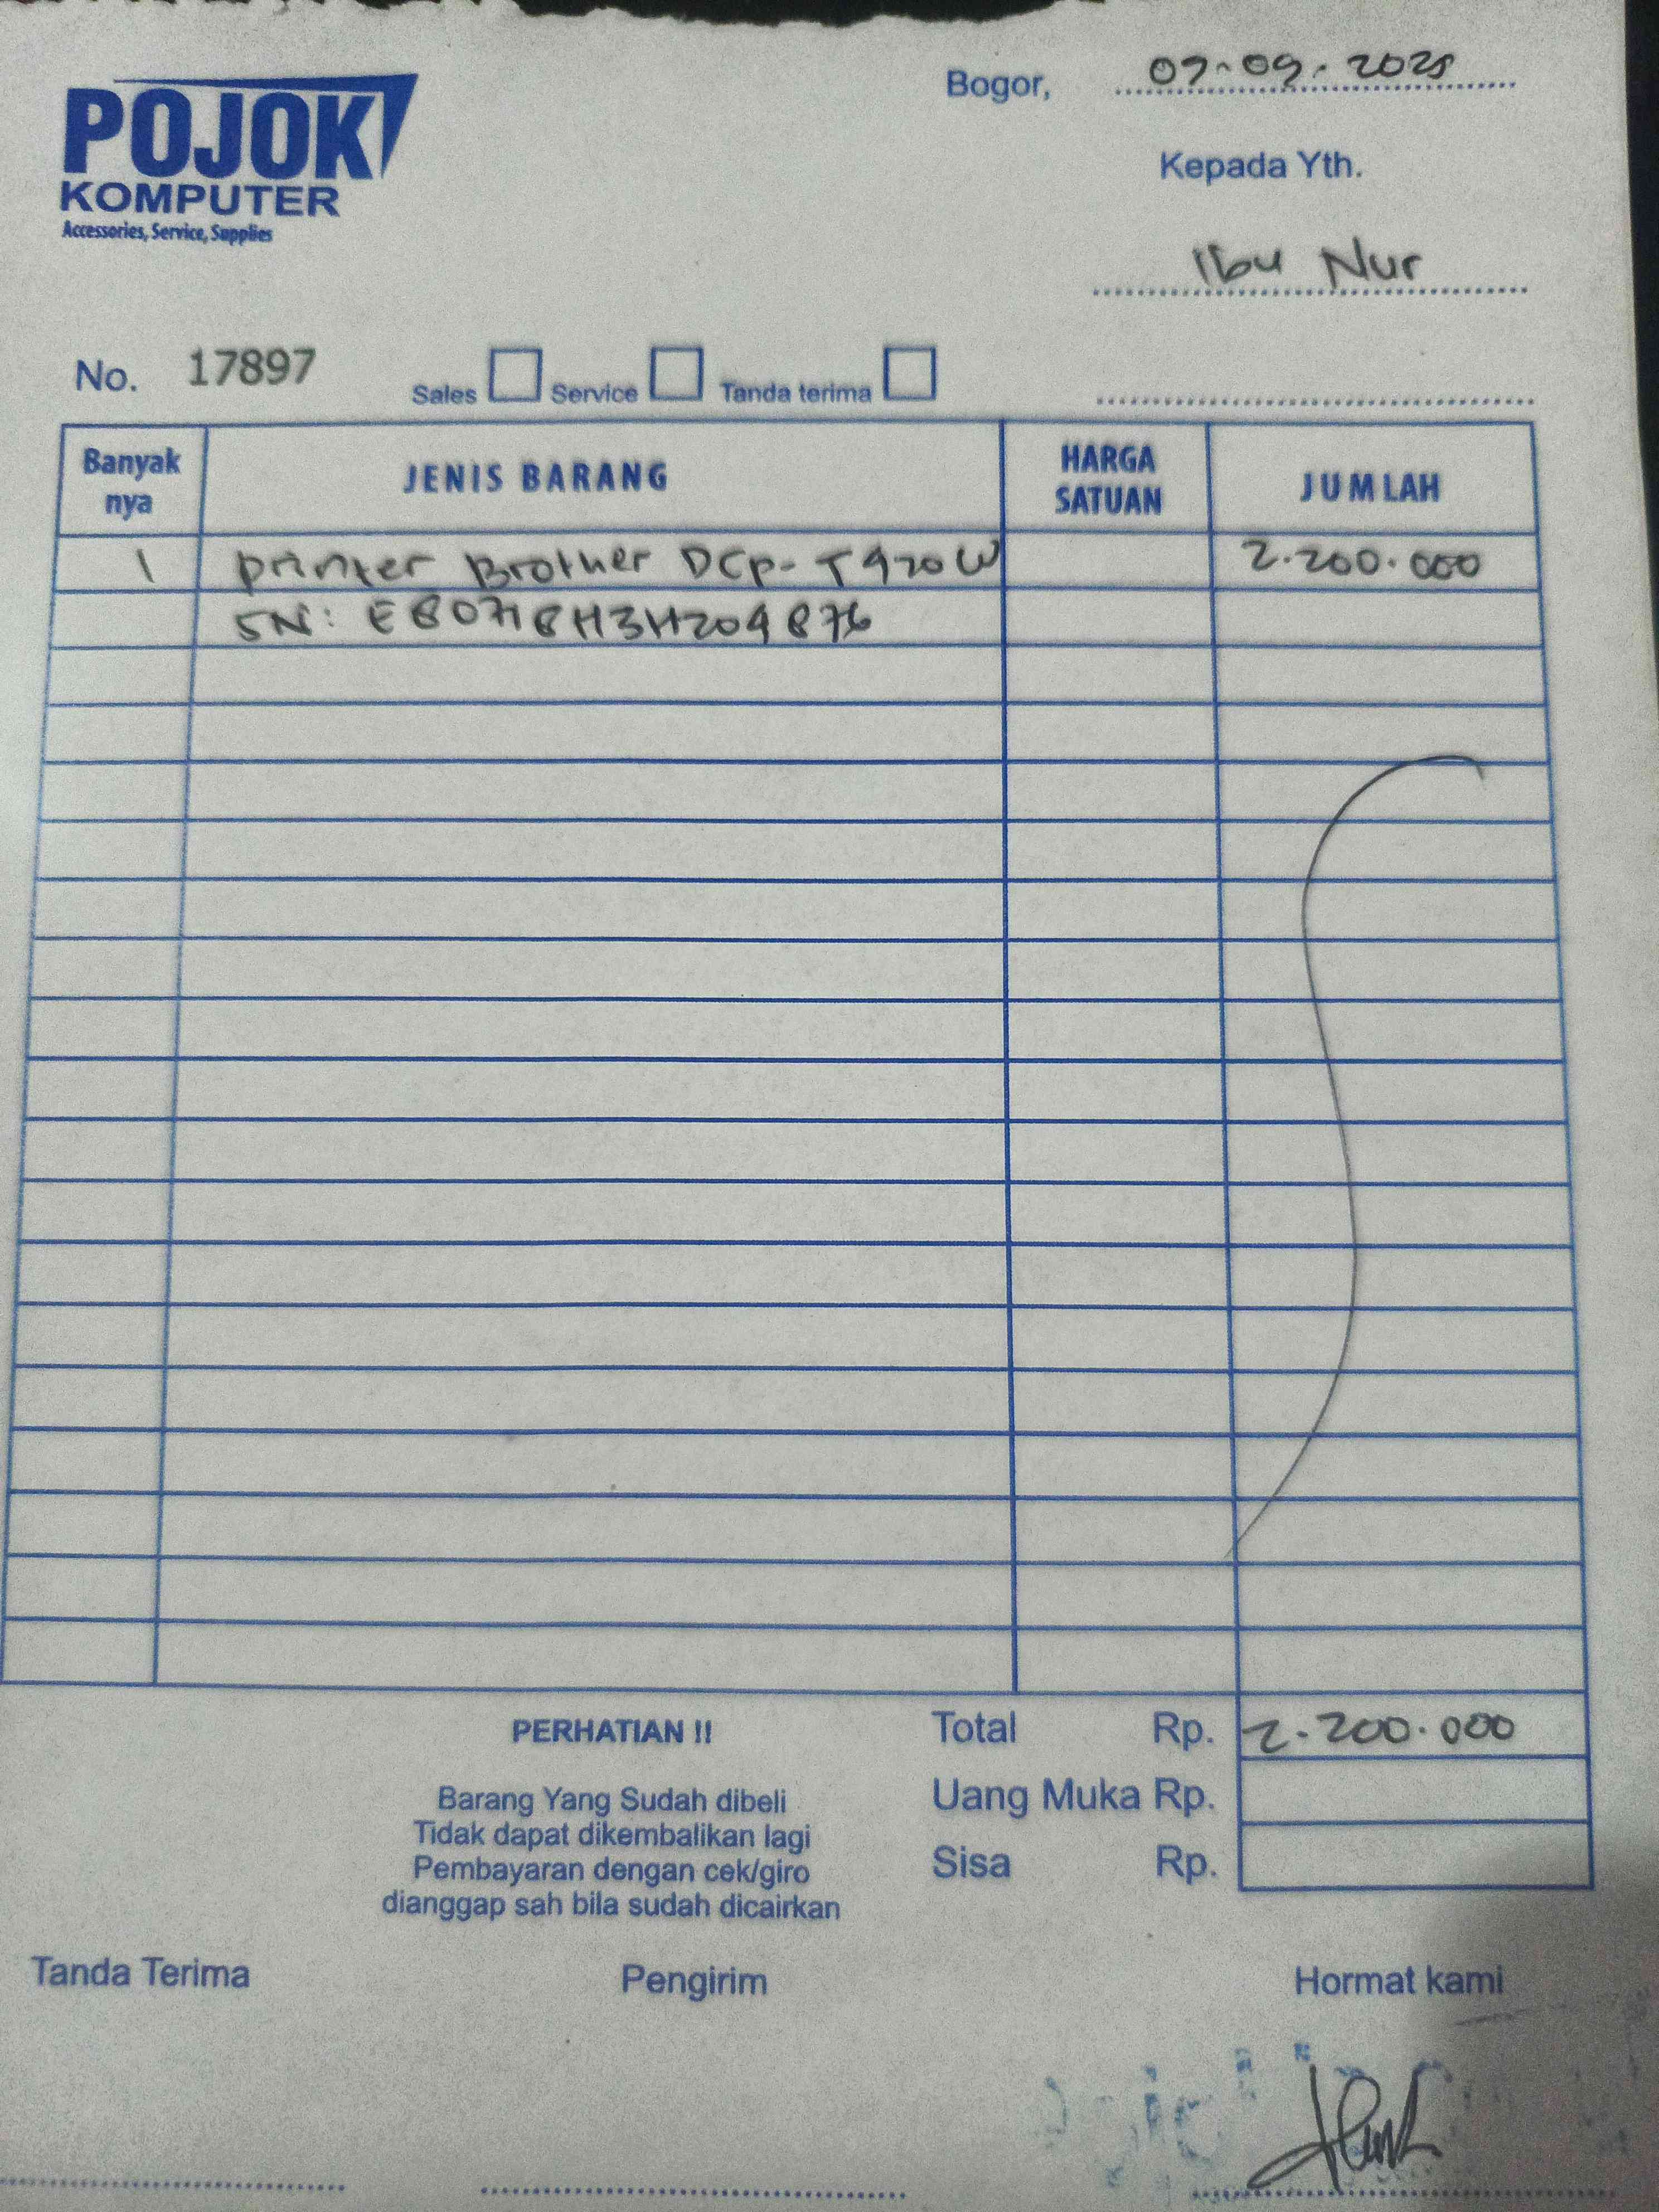 POJOK
KOMPUTER
Accessories, Service, Supplies
Bogor, 09-09-2025
Kepada Yth.
Ibu Nur
No. 17897 Sales Service Tanda terima
Banyak nya JENIS BARANG HARGA SATUAN JUMLAH
1 printer Brother DCP-T420W 2.200.000
SN:
Total Rp. 2.200.000
Uang Muka Rp.
Sisa Rp.
PERHATIAN !!
Barang Yang Sudah dibeli
Tidak dapat dikembalikan lagi
Pembayaran dengan cek/giro
dianggap sah bila sudah dicairkan
Tanda Terima Pengirim Hormat kami